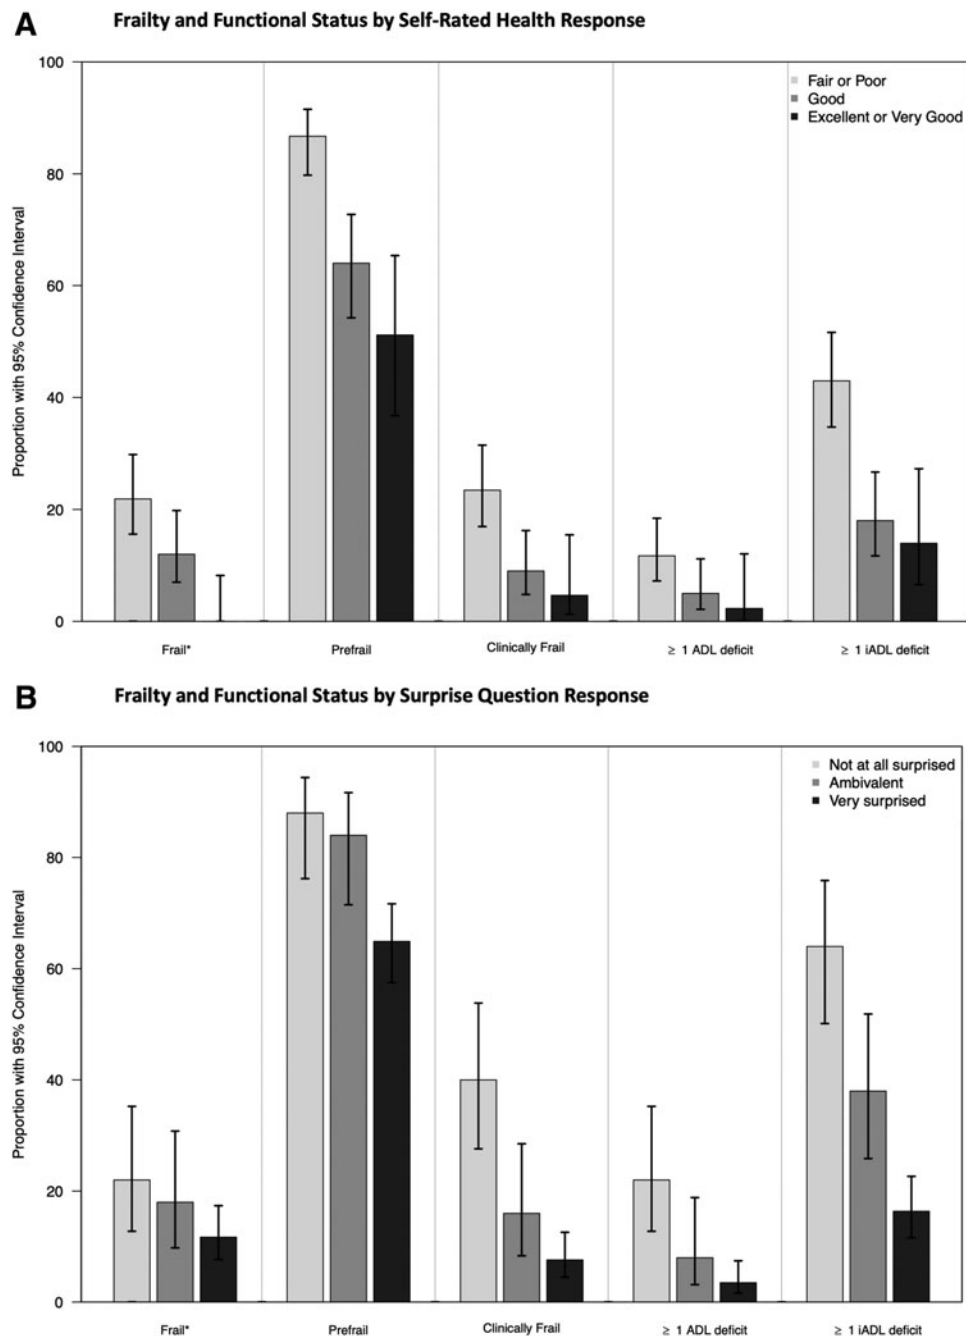 A
Frailty and Functional Status by Self-Rated Health Response
Proportion with 95% Confidence Interval
100
80
60
40
20
0
Fair or Poor
Good
Excellent or Very Good
Frail*
Prefrail
Clinically Frail
≥ 1 ADL deficit
≥ 1 iADL deficit
B
Frailty and Functional Status by Surprise Question Response
Proportion with 95% Confidence Interval
100
80
60
40
20
0
Not at all surprised
Ambivalent
Very surprised
Frail*
Prefrail
Clinically Frail
≥ 1 ADL deficit
≥ 1 iADL deficit